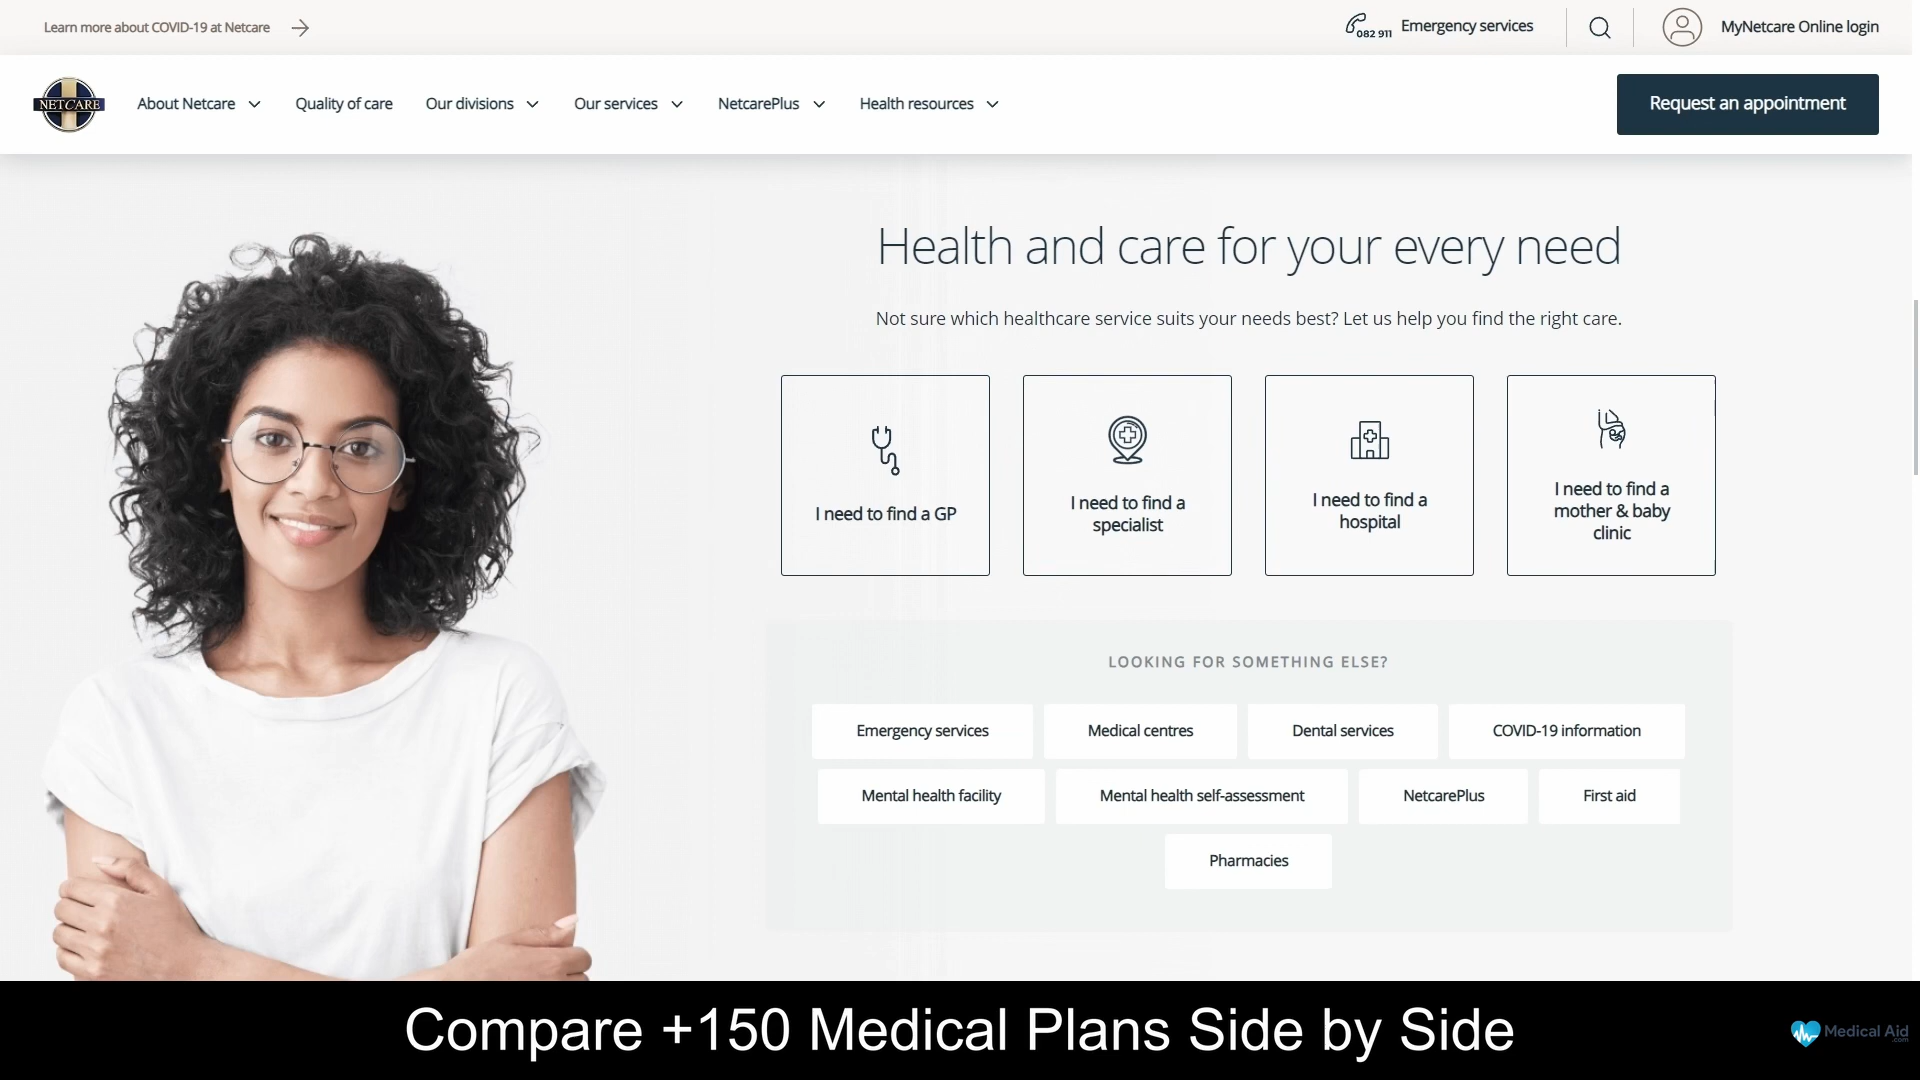 Learn more about COVID-19 at Netcare
082 911 Emergency services
MyNetcare Online login
NETCARE
About Netcare
Quality of care
Our divisions
Our services
NetcarePlus
Health resources
Request an appointment
Health and care for your every need
Not sure which healthcare service suits your needs best? Let us help you find the right care.
I need to find a GP
I need to find a
specialist
I need to find a
hospital
I need to find a
mother & baby
clinic
LOOKING FOR SOMETHING ELSE?
Emergency services
Medical centres
Dental services
COVID-19 information
Mental health facility
Mental health self-assessment
NetcarePlus
First aid
Pharmacies
Compare +150 Medical Plans Side by Side
Medical Aid
.com